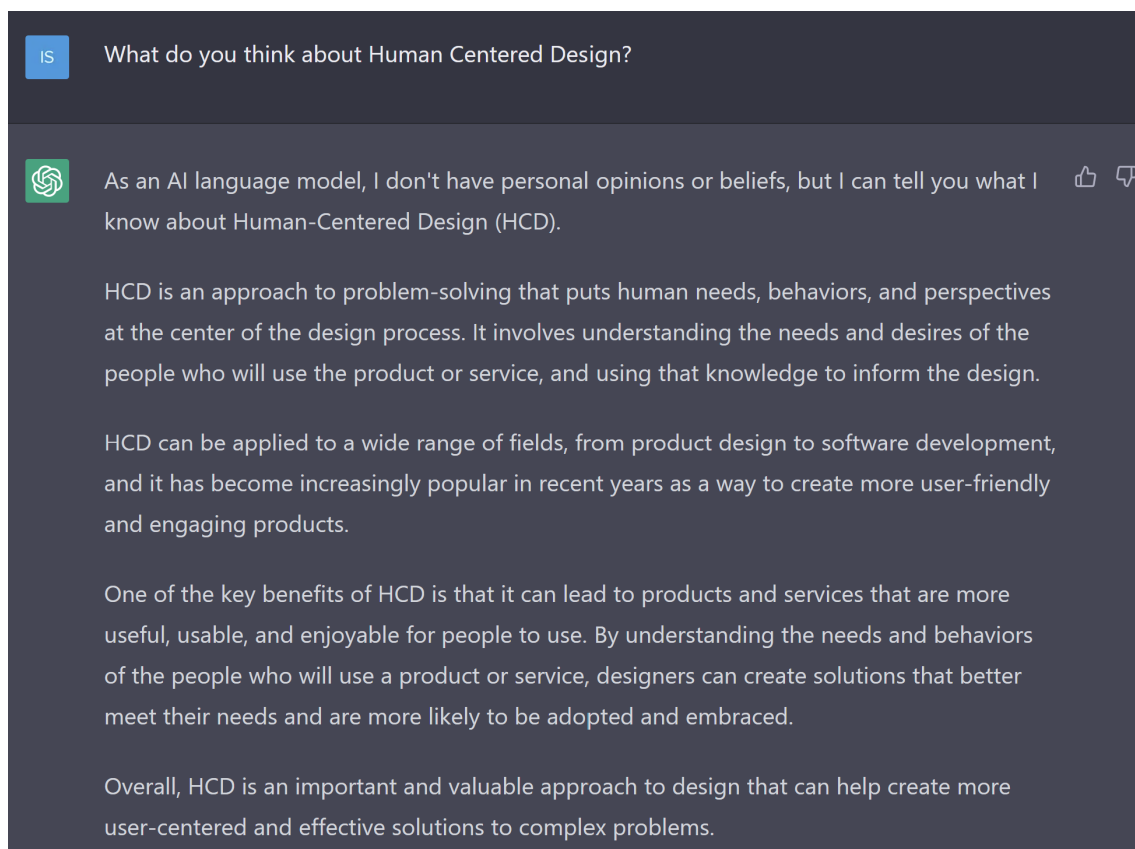 IS
What do you think about Human Centered Design?
As an AI language model, I don't have personal opinions or beliefs, but I can tell you what I
know about Human-Centered Design (HCD).
HCD is an approach to problem-solving that puts human needs, behaviors, and perspectives
at the center of the design process. It involves understanding the needs and desires of the
people who will use the product or service, and using that knowledge to inform the design.
HCD can be applied to a wide range of fields, from product design to software development,
and it has become increasingly popular in recent years as a way to create more user-friendly
and engaging products.
One of the key benefits of HCD is that it can lead to products and services that are more
useful, usable, and enjoyable for people to use. By understanding the needs and behaviors
of the people who will use a product or service, designers can create solutions that better
meet their needs and are more likely to be adopted and embraced.
Overall, HCD is an important and valuable approach to design that can help create more
user-centered and effective solutions to complex problems.